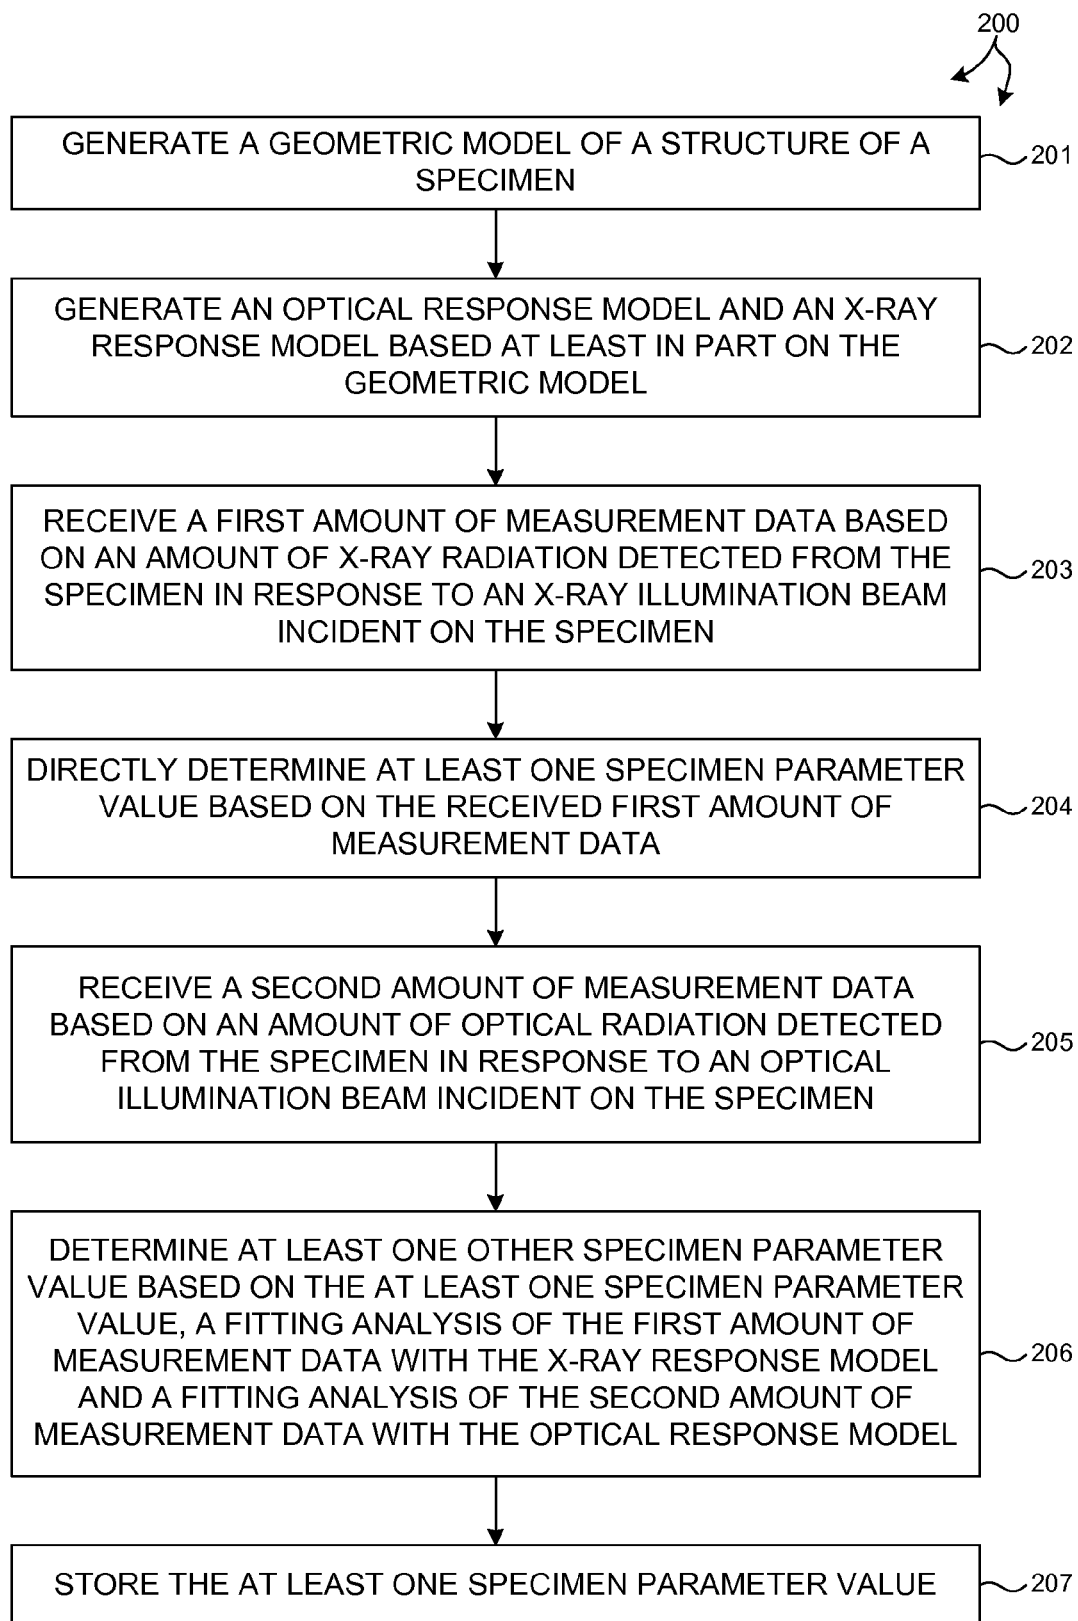 200
GENERATE A GEOMETRIC MODEL OF A STRUCTURE OF A
SPECIMEN
201
GENERATE AN OPTICAL RESPONSE MODEL AND AN X-RAY
RESPONSE MODEL BASED AT LEAST IN PART ON THE
GEOMETRIC MODEL
202
RECEIVE A FIRST AMOUNT OF MEASUREMENT DATA BASED
ON AN AMOUNT OF X-RAY RADIATION DETECTED FROM THE
SPECIMEN IN RESPONSE TO AN X-RAY ILLUMINATION BEAM
INCIDENT ON THE SPECIMEN
203
DIRECTLY DETERMINE AT LEAST ONE SPECIMEN PARAMETER
VALUE BASED ON THE RECEIVED FIRST AMOUNT OF
MEASUREMENT DATA
204
RECEIVE A SECOND AMOUNT OF MEASUREMENT DATA
BASED ON AN AMOUNT OF OPTICAL RADIATION DETECTED
FROM THE SPECIMEN IN RESPONSE TO AN OPTICAL
ILLUMINATION BEAM INCIDENT ON THE SPECIMEN
205
DETERMINE AT LEAST ONE OTHER SPECIMEN PARAMETER
VALUE BASED ON THE AT LEAST ONE SPECIMEN PARAMETER
VALUE, A FITTING ANALYSIS OF THE FIRST AMOUNT OF
MEASUREMENT DATA WITH THE X-RAY RESPONSE MODEL
AND A FITTING ANALYSIS OF THE SECOND AMOUNT OF
MEASUREMENT DATA WITH THE OPTICAL RESPONSE MODEL
206
STORE THE AT LEAST ONE SPECIMEN PARAMETER VALUE
207